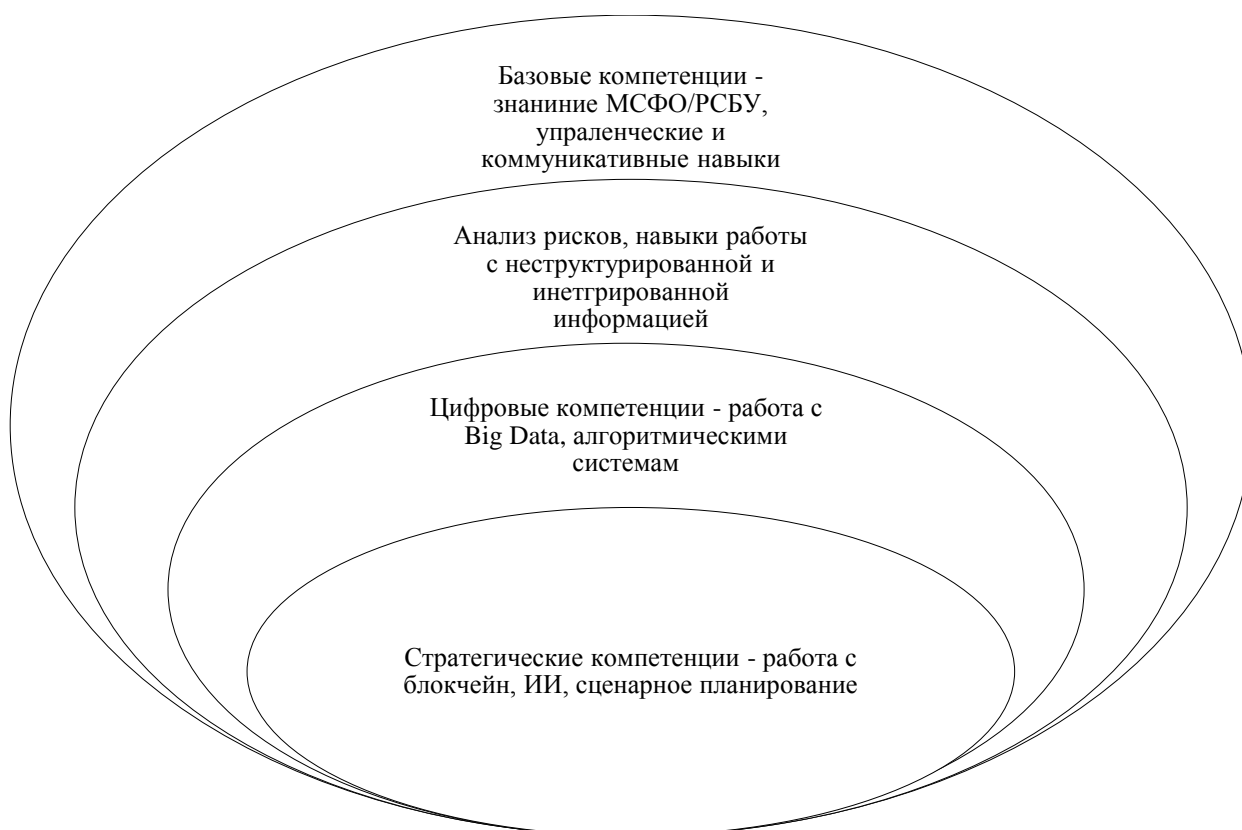 Базовые компетенции -
знаниние МСФО/РСБУ,
упраленческие и
коммуникативные навыки
Анализ рисков, навыки работы
с неструктурированной и
инетгрированной
информацией
Цифровые компетенции - работа с
Big Data, алгоритмическими
системам
Стратегические компетенции - работа с
блокчейн, ИИ, сценарное планирование